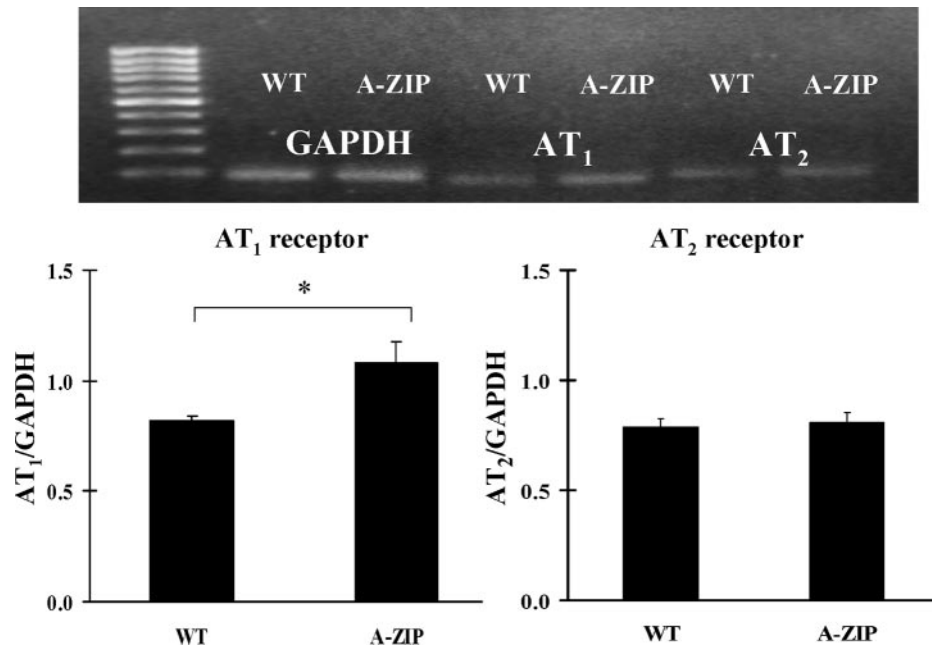 WT A-ZIP WT A-ZIP WT A-ZIP
GAPDH AT₁ AT₂
AT₁ receptor
1.5
*
1.0
0.5
0.0
AT₁/GAPDH
WT A-ZIP
AT₂ receptor
1.5
1.0
0.5
0.0
AT₂/GAPDH
WT A-ZIP